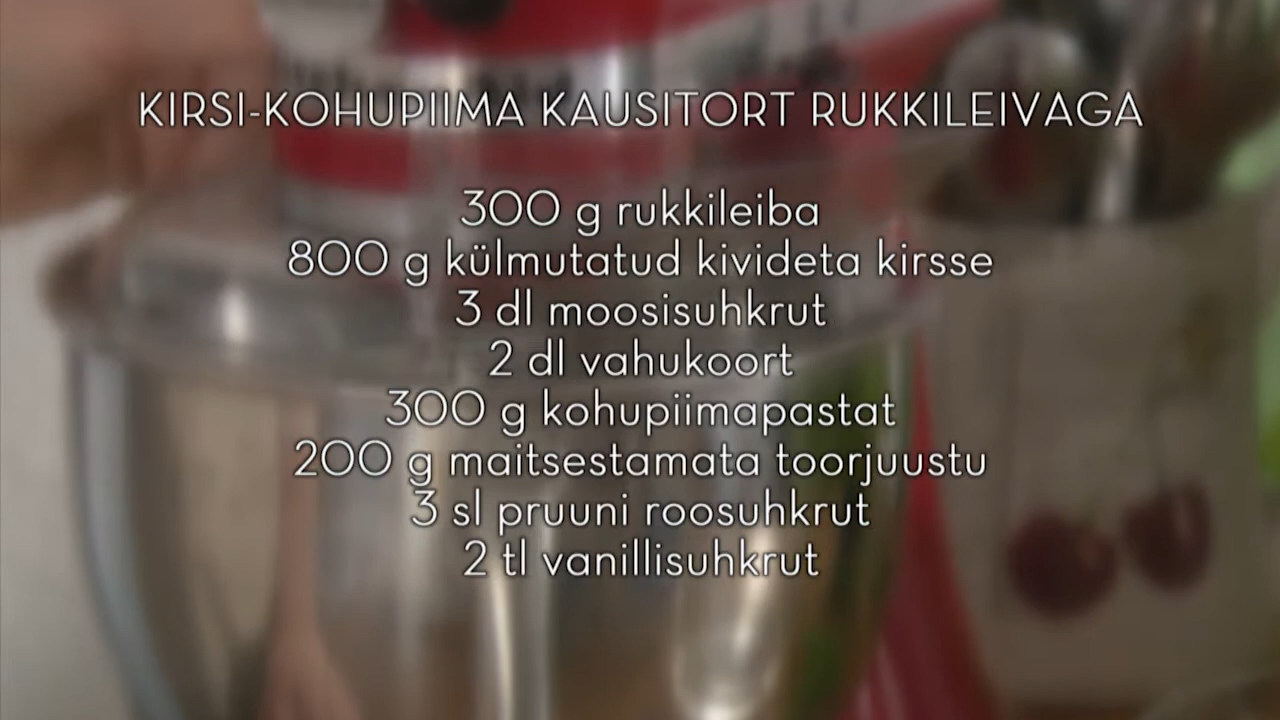 KIRSI-KOHUPIIMA KAUSITORT RUKKILEIVAGA
300 g rukkileiba
800 g külmutatud kivideta kirsse
3 dl moosisuhkrut
2 dl vahukoort
300 g kohupiimapastat
200 g maitsestamata toorjuustu
3 sl pruuni roosuhkrut
2 tl vanillisuhkrut